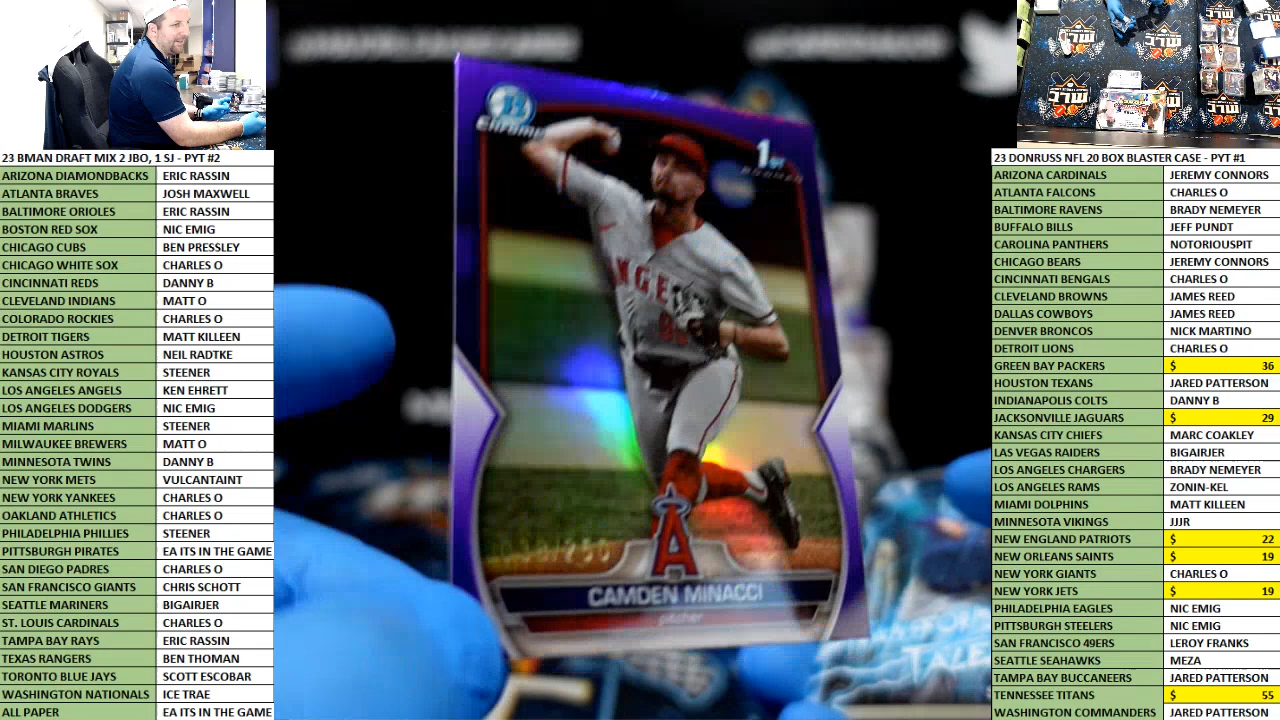 23 BMAN DRAFT MIX 2 JBO, 1 SJ - PYT #2
ARIZONA DIAMONDBACKS ERIC RASSIN
ATLANTA BRAVES JOSH MAXWELL
BALTIMORE ORIOLES ERIC RASSIN
BOSTON RED SOX NIC EMIG
CHICAGO CUBS BEN PRESSLEY
CHICAGO WHITE SOX CHARLES O
CINCINNATI REDS DANNY B
CLEVELAND INDIANS MATT O
COLORADO ROCKIES CHARLES O
DETROIT TIGERS MATT KILLEEN
HOUSTON ASTROS NEIL RADTKE
KANSAS CITY ROYALS STEENER
LOS ANGELES ANGELS KEN EHRETT
LOS ANGELES DODGERS NIC EMIG
MIAMI MARLINS STEENER
MILWAUKEE BREWERS MATT O
MINNESOTA TWINS DANNY B
NEW YORK METS VULCANTAINT
NEW YORK YANKEES CHARLES O
OAKLAND ATHLETICS CHARLES O
PHILADELPHIA PHILLIES STEENER
PITTSBURGH PIRATES EA ITS IN THE GAME
SAN DIEGO PADRES CHARLES O
SAN FRANCISCO GIANTS CHRIS SCHOTT
SEATTLE MARINERS BIGAIRJER
ST. LOUIS CARDINALS CHARLES O
TAMPA BAY RAYS ERIC RASSIN
TEXAS RANGERS BEN THOMAN
TORONTO BLUE JAYS SCOTT ESCOBAR
WASHINGTON NATIONALS ICE TRAE
ALL PAPER EA ITS IN THE GAME
B
Chrome
1st
BOWMAN
ANGELS
A
CAMDEN MINACCI
pitcher
23 DONRUSS NFL 20 BOX BLASTER CASE - PYT #1
ARIZONA CARDINALS JEREMY CONNORS
ATLANTA FALCONS CHARLES O
BALTIMORE RAVENS BRADY NEMEYER
BUFFALO BILLS JEFF PUNDT
CAROLINA PANTHERS NOTORIOUSPIT
CHICAGO BEARS JEREMY CONNORS
CINCINNATI BENGALS CHARLES O
CLEVELAND BROWNS JAMES REED
DALLAS COWBOYS JAMES REED
DENVER BRONCOS NICK MARTINO
DETROIT LIONS CHARLES O
GREEN BAY PACKERS $ 36
HOUSTON TEXANS JARED PATTERSON
INDIANAPOLIS COLTS DANNY B
JACKSONVILLE JAGUARS $ 29
KANSAS CITY CHIEFS MARC COAKLEY
LAS VEGAS RAIDERS BIGAIRJER
LOS ANGELES CHARGERS BRADY NEMEYER
LOS ANGELES RAMS ZONIN-KEL
MIAMI DOLPHINS MATT KILLEEN
MINNESOTA VIKINGS JJJR
NEW ENGLAND PATRIOTS $ 22
NEW ORLEANS SAINTS $ 19
NEW YORK GIANTS CHARLES O
NEW YORK JETS $ 19
PHILADELPHIA EAGLES NIC EMIG
PITTSBURGH STEELERS NIC EMIG
SAN FRANCISCO 49ERS LEROY FRANKS
SEATTLE SEAHAWKS MEZA
TAMPA BAY BUCCANEERS JARED PATTERSON
TENNESSEE TITANS $ 55
WASHINGTON COMMANDERS JARED PATTERSON